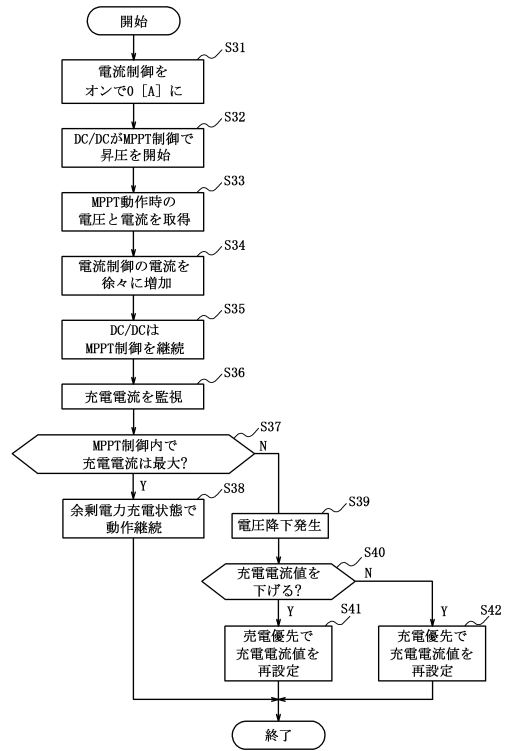 開始
S31
電流制御を
オンで0［A］に
S32
DC/DCがMPPT制御で
昇圧を開始
S33
MPPT動作時の
電圧と電流を取得
S34
電流制御の電流を
徐々に増加
S35
DC/DCは
MPPT制御を継続
S36
充電電流を監視
S37
MPPT制御内で
充電電流は最大?
N
Y
S38
余剰電力充電状態で
動作継続
S39
電圧降下発生
S40
充電電流値を
下げる?
N
Y
S41
売電優先で
充電電流値を
再設定
Y
S42
充電優先で
充電電流値を
再設定
終了